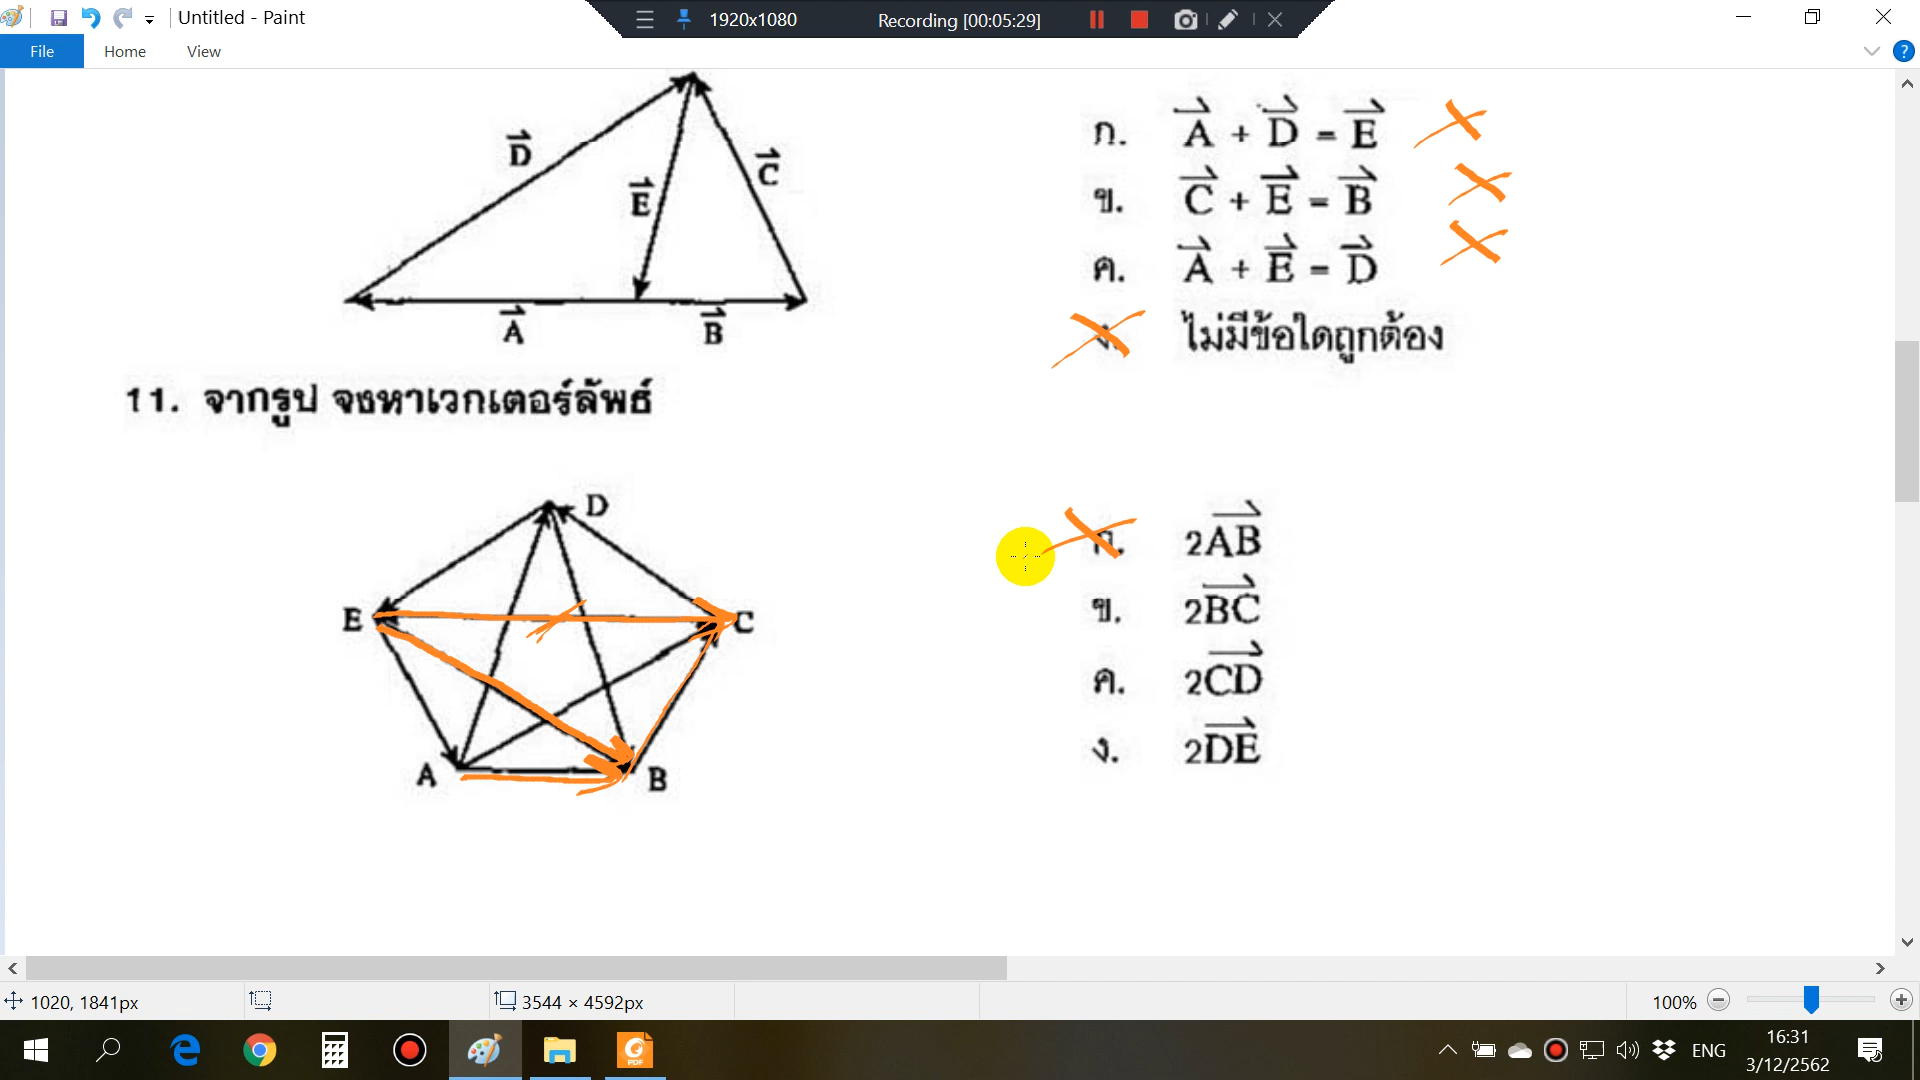 Untitled - Paint
1920x1080
Recording [00:05:29]
File
Home
View
D
E
C
A
B
ก. A + D = E
ข. C + E = B
ค. A + E = D
ง. ไม่มีข้อใดถูกต้อง
11. จากรูป จงหาเวกเตอร์ลัพธ์
D
E
C
A
B
ก. 2AB
ข. 2BC
ค. 2CD
ง. 2DE
1020, 1841px
3544 × 4592px
100%
PDF
ENG
16:31
3/12/2562